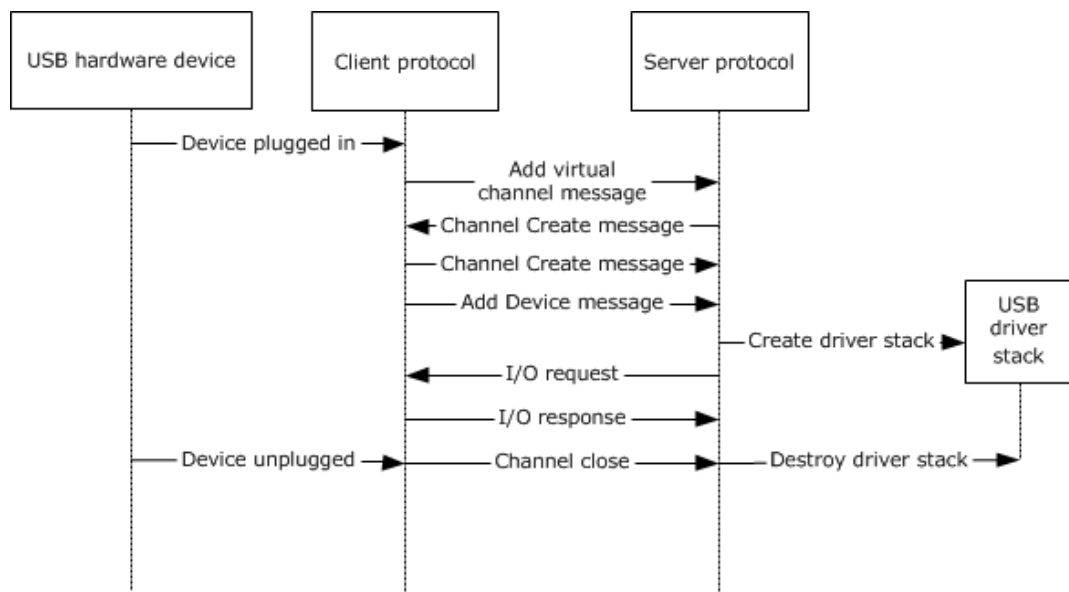 USB hardware device
Client protocol
Server protocol
Device plugged in
Add virtual
channel message
Channel Create message
Channel Create message
Add Device message
USB
driver
stack
Create driver stack
I/O request
I/O response
Device unplugged
Channel close
Destroy driver stack